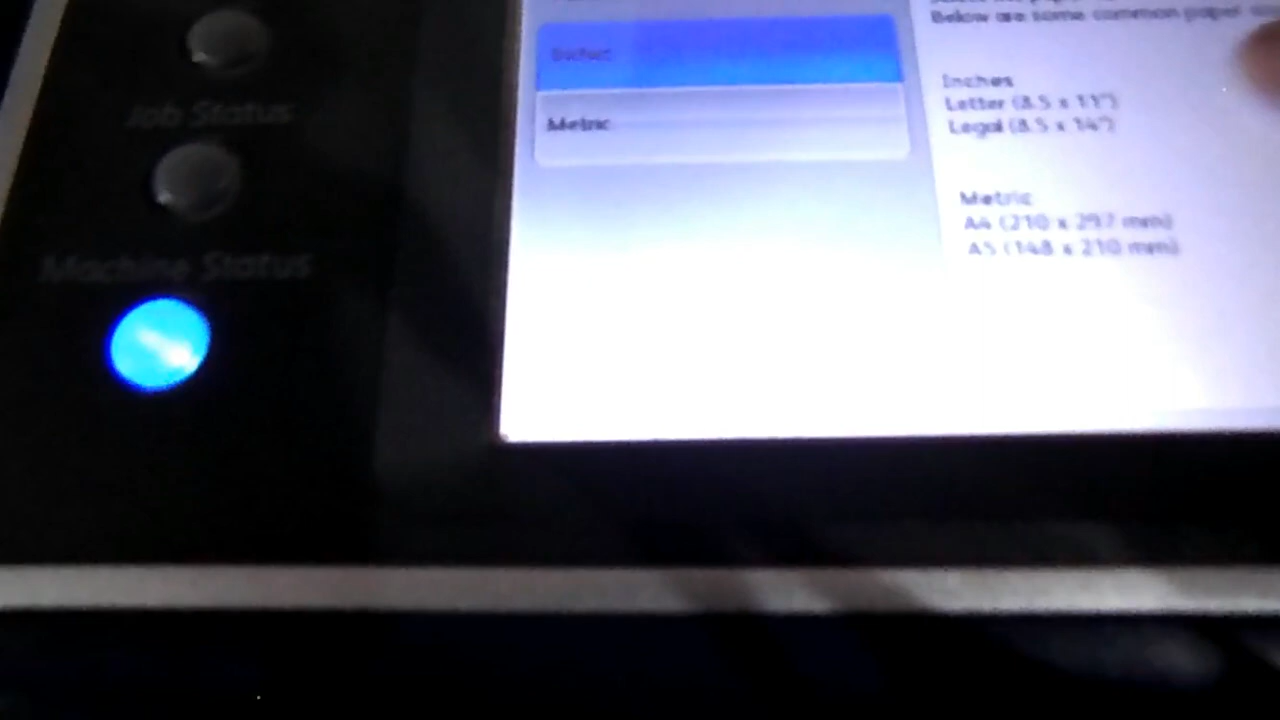 Job Status
Machine Status
Inches
Metric
Below are some common paper
Inches
Letter (8.5 x 11")
Legal (8.5 x 14")
Metric
A4 (210 x 297 mm)
A5 (148 x 210 mm)